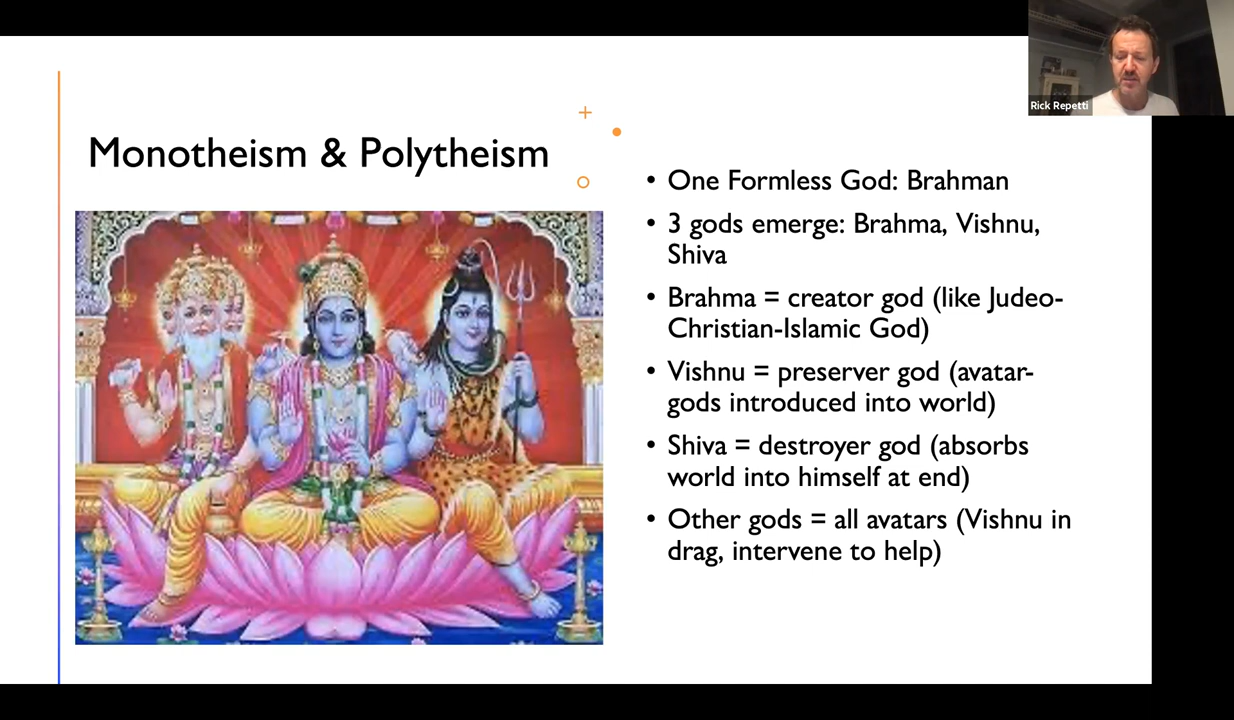 Rick Repetti
Monotheism & Polytheism
• One Formless God: Brahman
• 3 gods emerge: Brahma, Vishnu,
Shiva
• Brahma = creator god (like Judeo-
Christian-Islamic God)
• Vishnu = preserver god (avatar-
gods introduced into world)
• Shiva = destroyer god (absorbs
world into himself at end)
• Other gods = all avatars (Vishnu in
drag, intervene to help)